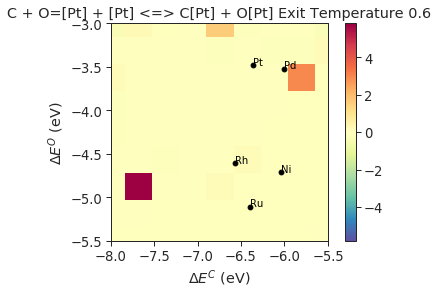 C + O=[Pt] + [Pt] <=> C[Pt] + O[Pt] Exit Temperature 0.6
−3.0
−3.5
−4.0
−4.5
−5.0
−5.5
ΔE^O (eV)
Pt
Pd
Rh
Ni
Ru
−8.0 −7.5 −7.0 −6.5 −6.0 −5.5
ΔE^C (eV)
4
2
0
−2
−4